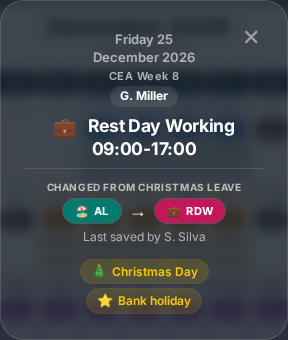 Friday 25
December 2026
CEA Week 8
G. Miller
💼 Rest Day Working
09:00-17:00
CHANGED FROM CHRISTMAS LEAVE
🏖️ AL → 💼 RDW
Last saved by S. Silva
🎄 Christmas Day
⭐ Bank holiday